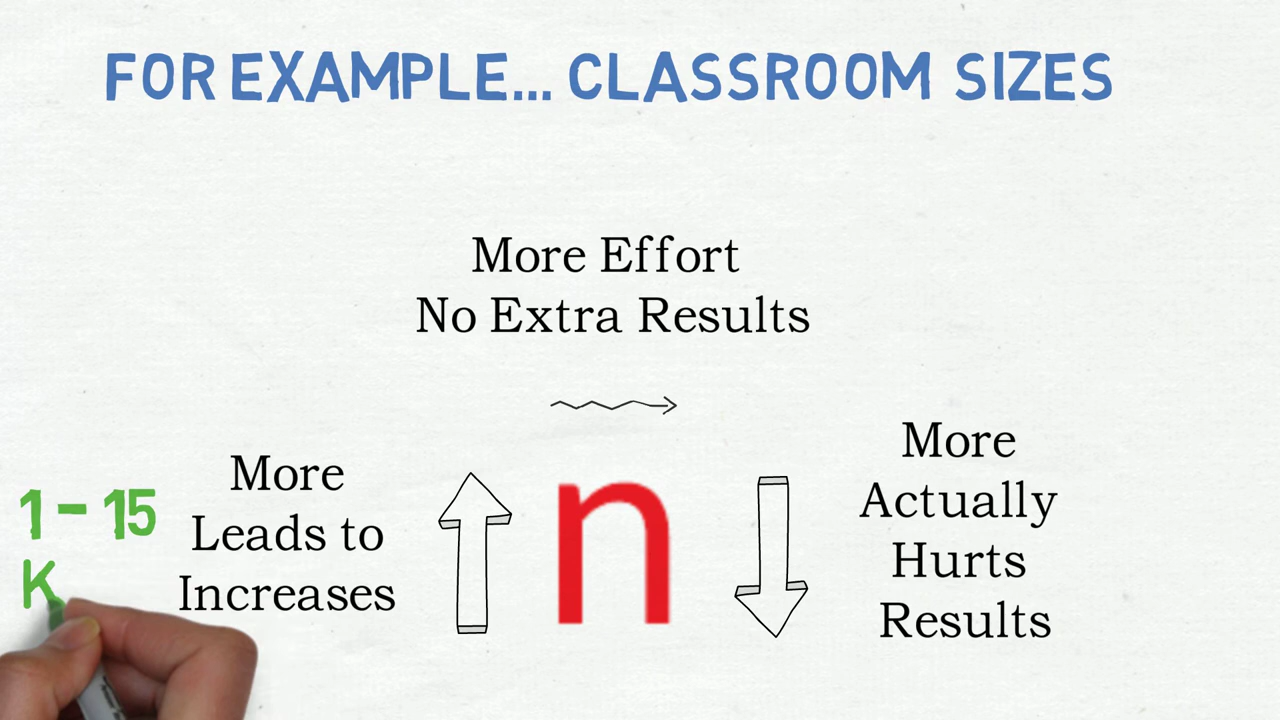 FOR EXAMPLE... CLASSROOM SIZES
More Effort
No Extra Results
More
Leads to
Increases
1 - 15
K
n
More
Actually
Hurts
Results